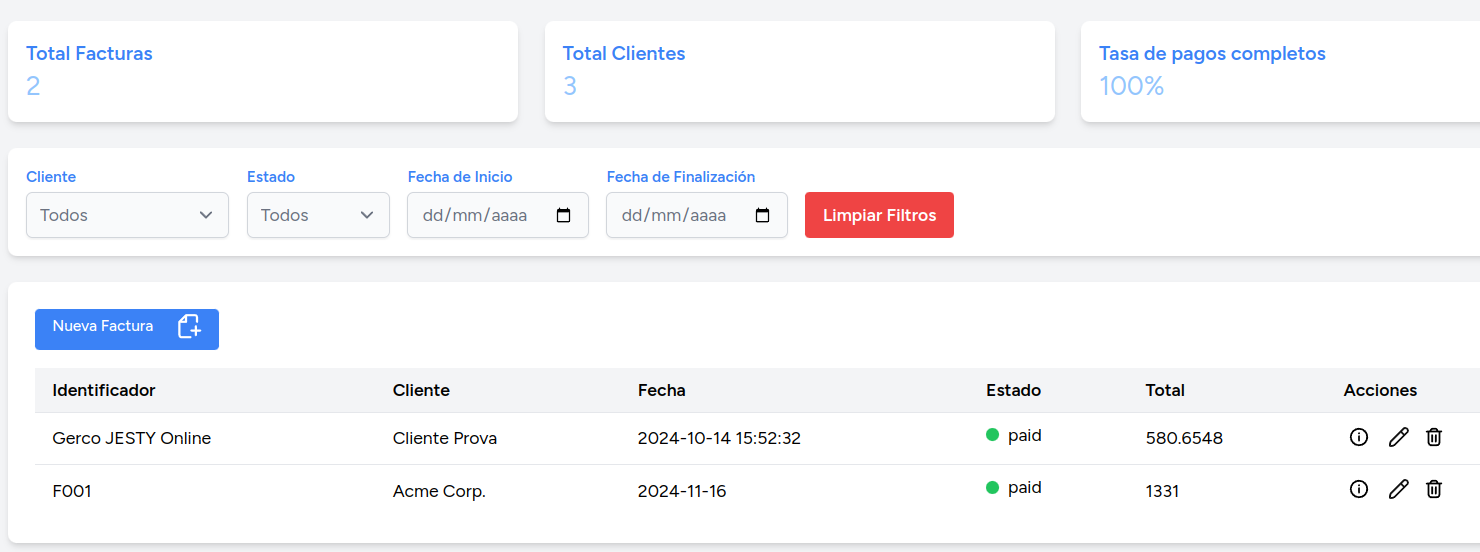 Total Facturas
2
Total Clientes
3
Tasa de pagos completos
100%
Cliente
Todos
Estado
Todos
Fecha de Inicio
dd/mm/aaaa
Fecha de Finalización
dd/mm/aaaa
Limpiar Filtros
Nueva Factura
Identificador Cliente Fecha Estado Total Acciones
Gerco JESTY Online Cliente Prova 2024-10-14 15:52:32 paid 580.6548
F001 Acme Corp. 2024-11-16 paid 1331